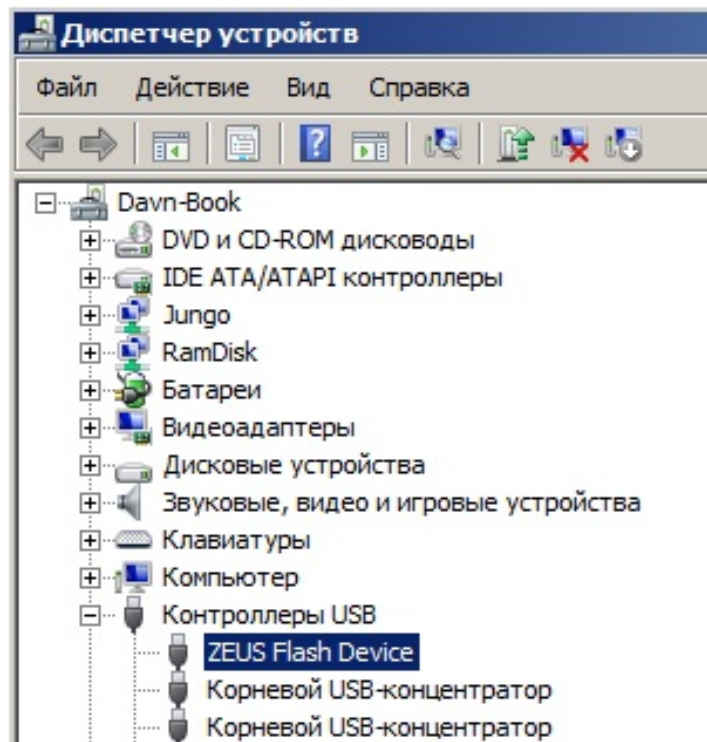 Диспетчер устройств
Файл Действие Вид Справка
Davn-Book
DVD и CD-ROM дисководы
IDE ATA/ATAPI контроллеры
Jungo
RamDisk
Батареи
Видеоадаптеры
Дисковые устройства
Звуковые, видео и игровые устройства
Клавиатуры
Компьютер
Контроллеры USB
ZEUS Flash Device
Корневой USB-концентратор
Корневой USB-концентратор